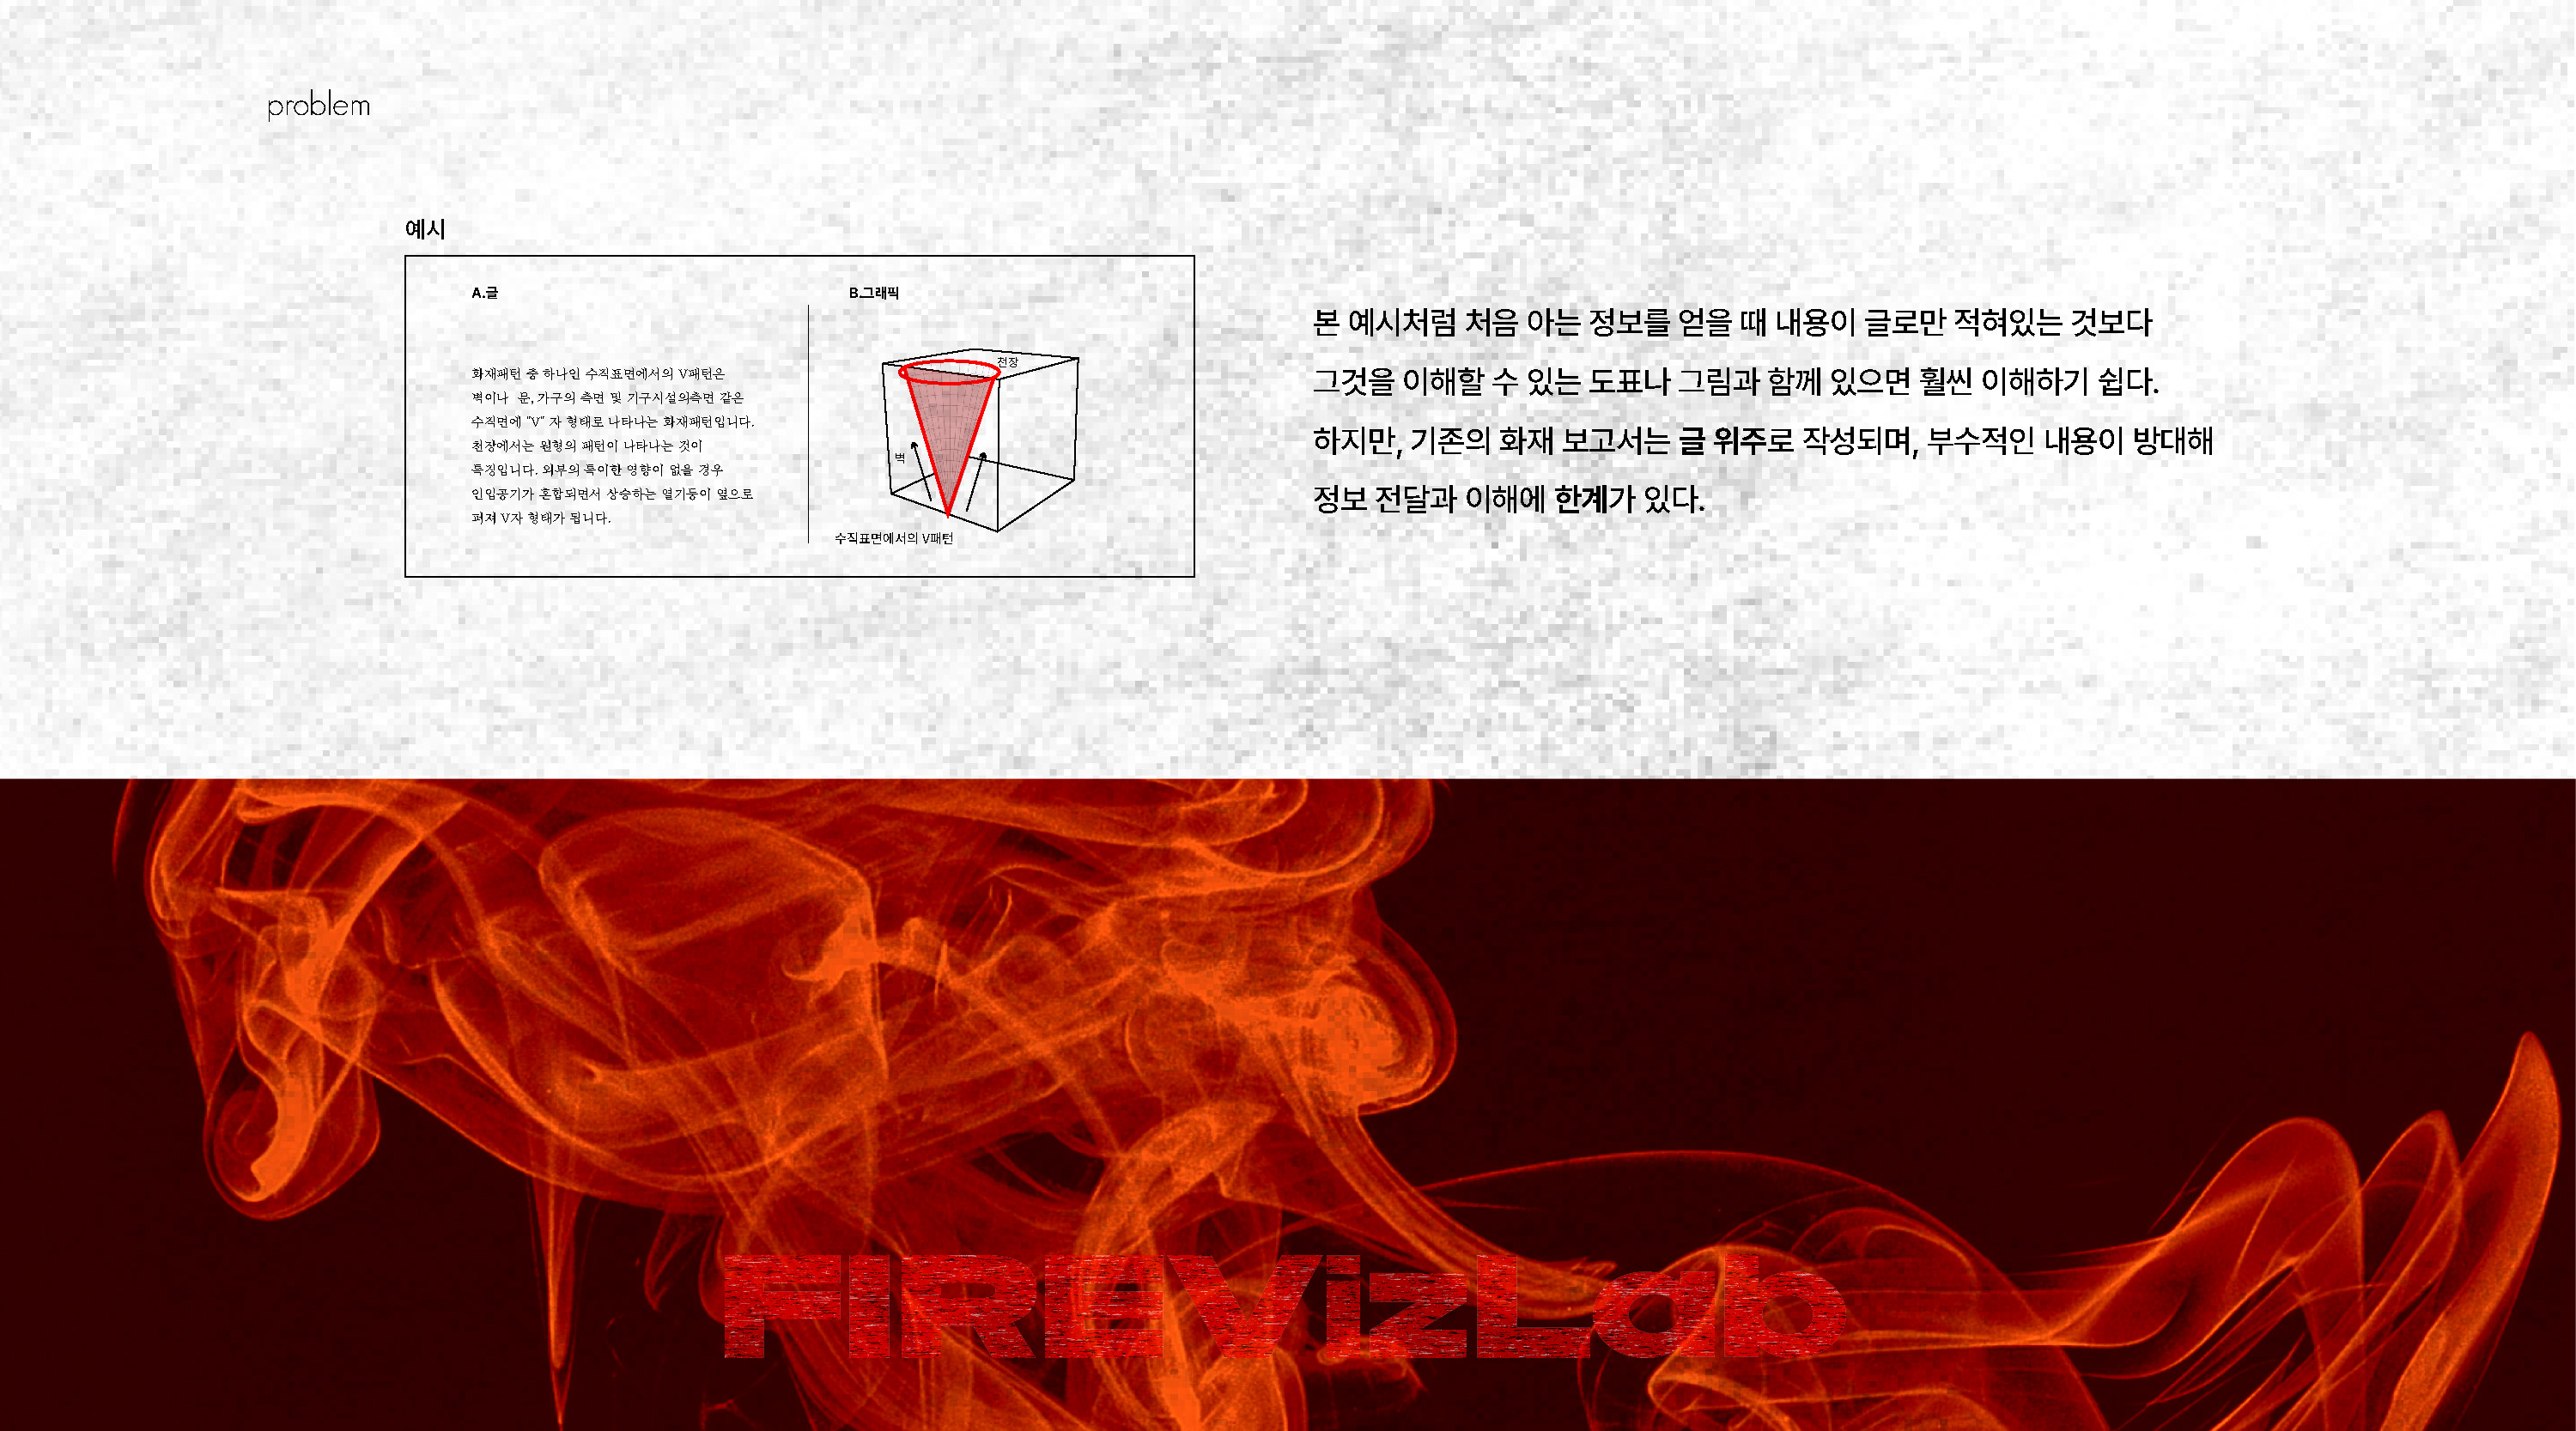 problem
예시
A.글
화재패턴 중 하나인 수직표면에서의 V패턴은
벽이나 문, 가구의 측면 및 기구시설의측면 같은
수직면에 "V" 자 형태로 나타나는 화재패턴입니다.
천장에서는 원형의 패턴이 나타나는 것이
특징입니다. 외부의 특이한 영향이 없을 경우
인입공기가 혼합되면서 상승하는 열기둥이 옆으로
퍼져 V자 형태가 됩니다.
B.그래픽
천장
벽
수직표면에서의 V패턴
본 예시처럼 처음 아는 정보를 얻을 때 내용이 글로만 적혀있는 것보다
그것을 이해할 수 있는 도표나 그림과 함께 있으면 훨씬 이해하기 쉽다.
하지만, 기존의 화재 보고서는 글 위주로 작성되며, 부수적인 내용이 방대해
정보 전달과 이해에 한계가 있다.
FIREVizLab